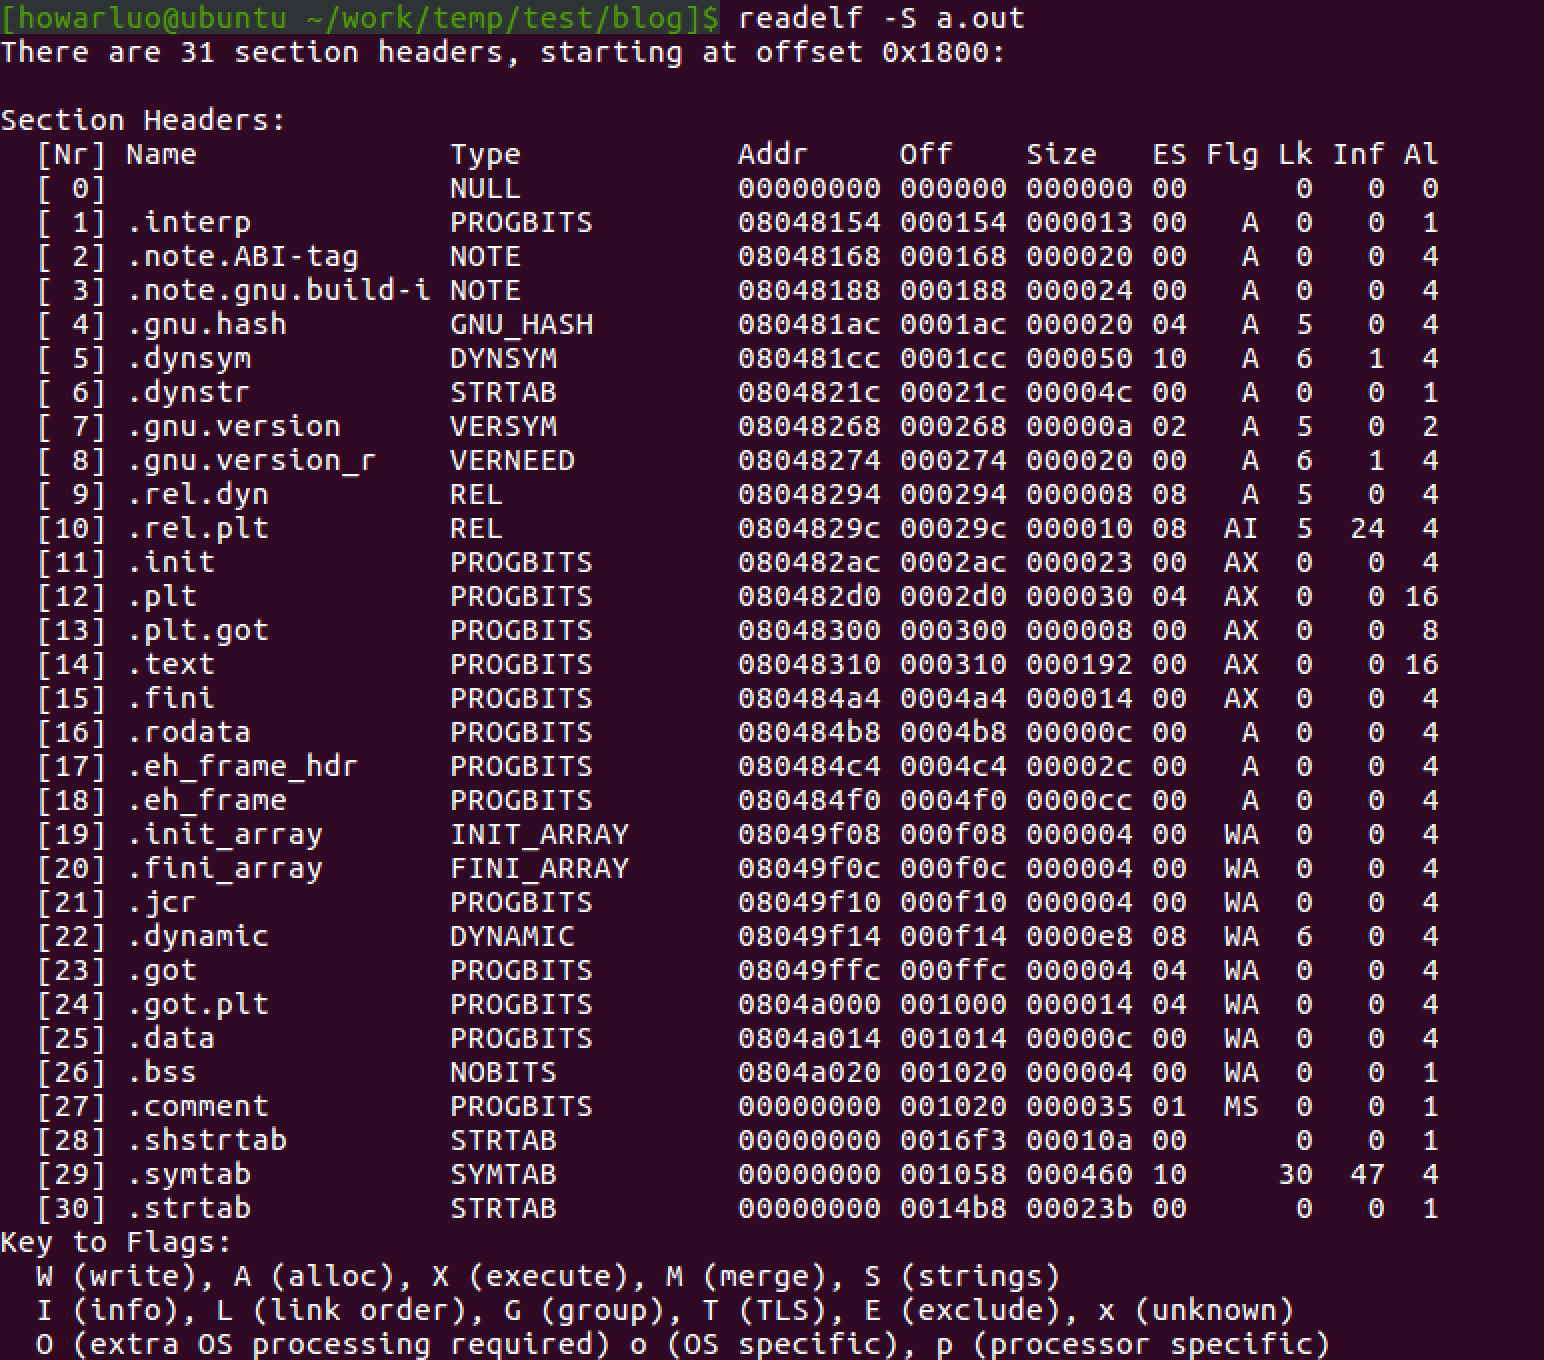 [howarluo@ubuntu ~/work/temp/test/blog]$ readelf -S a.out
There are 31 section headers, starting at offset 0x1800:

Section Headers:
  [Nr] Name              Type            Addr     Off    Size   ES Flg Lk Inf Al
  [ 0]                   NULL            00000000 000000 000000 00      0   0  0
  [ 1] .interp           PROGBITS        08048154 000154 000013 00   A  0   0  1
  [ 2] .note.ABI-tag     NOTE            08048168 000168 000020 00   A  0   0  4
  [ 3] .note.gnu.build-i NOTE            08048188 000188 000024 00   A  0   0  4
  [ 4] .gnu.hash         GNU_HASH        080481ac 0001ac 000020 04   A  5   0  4
  [ 5] .dynsym           DYNSYM          080481cc 0001cc 000050 10   A  6   1  4
  [ 6] .dynstr           STRTAB          0804821c 00021c 00004c 00   A  0   0  1
  [ 7] .gnu.version      VERSYM          08048268 000268 00000a 02   A  5   0  2
  [ 8] .gnu.version_r    VERNEED         08048274 000274 000020 00   A  6   1  4
  [ 9] .rel.dyn          REL             08048294 000294 000008 08   A  5   0  4
  [10] .rel.plt          REL             0804829c 00029c 000010 08  AI  5  24  4
  [11] .init             PROGBITS        080482ac 0002ac 000023 00  AX  0   0  4
  [12] .plt              PROGBITS        080482d0 0002d0 000030 04  AX  0   0 16
  [13] .plt.got          PROGBITS        08048300 000300 000008 00  AX  0   0  8
  [14] .text             PROGBITS        08048310 000310 000192 00  AX  0   0 16
  [15] .fini             PROGBITS        080484a4 0004a4 000014 00  AX  0   0  4
  [16] .rodata           PROGBITS        080484b8 0004b8 00000c 00   A  0   0  4
  [17] .eh_frame_hdr     PROGBITS        080484c4 0004c4 00002c 00   A  0   0  4
  [18] .eh_frame         PROGBITS        080484f0 0004f0 0000cc 00   A  0   0  4
  [19] .init_array       INIT_ARRAY      08049f08 000f08 000004 00  WA  0   0  4
  [20] .fini_array       FINI_ARRAY      08049f0c 000f0c 000004 00  WA  0   0  4
  [21] .jcr              PROGBITS        08049f10 000f10 000004 00  WA  0   0  4
  [22] .dynamic          DYNAMIC         08049f14 000f14 0000e8 08  WA  6   0  4
  [23] .got              PROGBITS        08049ffc 000ffc 000004 04  WA  0   0  4
  [24] .got.plt          PROGBITS        0804a000 001000 000014 04  WA  0   0  4
  [25] .data             PROGBITS        0804a014 001014 00000c 00  WA  0   0  4
  [26] .bss              NOBITS          0804a020 001020 000004 00  WA  0   0  1
  [27] .comment          PROGBITS        00000000 001020 000035 01  MS  0   0  1
  [28] .shstrtab         STRTAB          00000000 0016f3 00010a 00      0   0  1
  [29] .symtab           SYMTAB          00000000 001058 000460 10     30  47  4
  [30] .strtab           STRTAB          00000000 0014b8 00023b 00      0   0  1
Key to Flags:
  W (write), A (alloc), X (execute), M (merge), S (strings)
  I (info), L (link order), G (group), T (TLS), E (exclude), x (unknown)
  O (extra OS processing required) o (OS specific), p (processor specific)